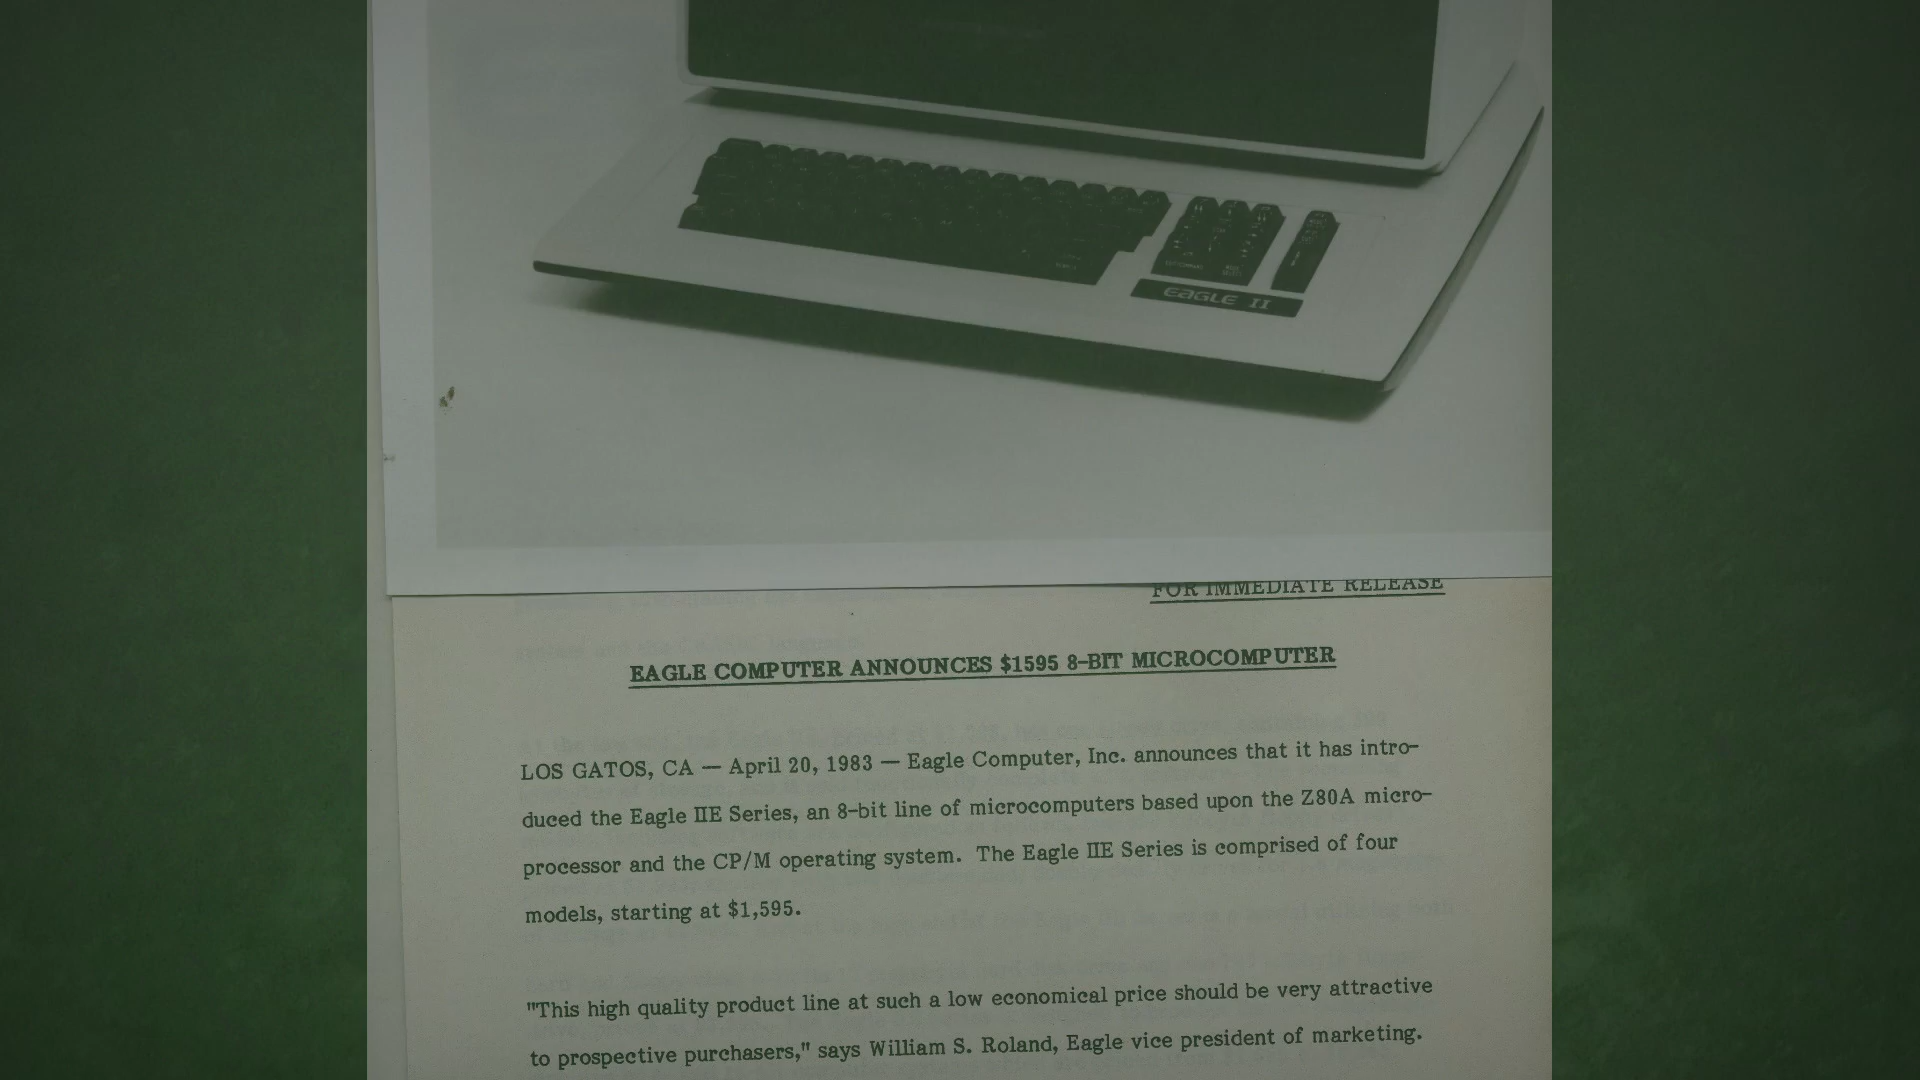 EAGLE II
FOR IMMEDIATE RELEASE
EAGLE COMPUTER ANNOUNCES $1595 8-BIT MICROCOMPUTER
LOS GATOS, CA — April 20, 1983 — Eagle Computer, Inc. announces that it has intro-
duced the Eagle IIE Series, an 8-bit line of microcomputers based upon the Z80A micro-
processor and the CP/M operating system. The Eagle IIE Series is comprised of four
models, starting at $1,595.
"This high quality product line at such a low economical price should be very attractive
to prospective purchasers," says William S. Roland, Eagle vice president of marketing.